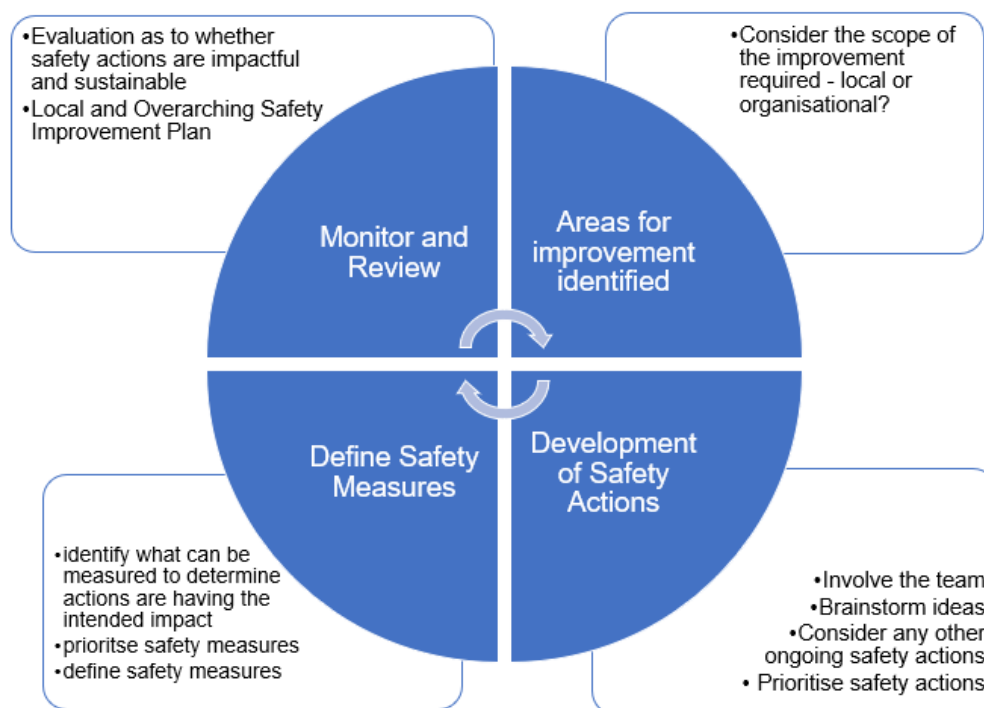 •Evaluation as to whether
safety actions are impactful
and sustainable
•Local and Overarching Safety
Improvement Plan
•Consider the scope of
the improvement
required - local or
organisational?
Monitor and
Review
Areas for
improvement
identified
Define Safety
Measures
Development
of Safety
Actions
•identify what can be
measured to determine
actions are having the
intended impact
•prioritse safety measures
•define safety measures
•Involve the team
•Brainstorm ideas
•Consider any other
ongoing safety actions
• Prioritise safety actions